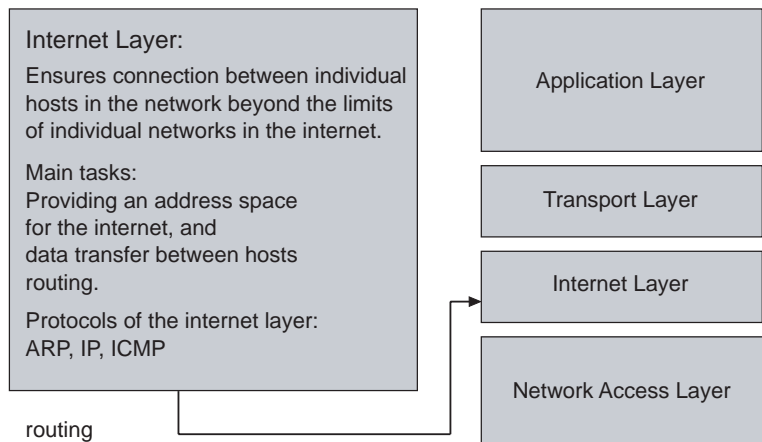 Internet Layer:
Ensures connection between individual
hosts in the network beyond the limits
of individual networks in the internet.
Main tasks:
Providing an address space
for the internet, and
data transfer between hosts
routing.
Protocols of the internet layer:
ARP, IP, ICMP
routing
Application Layer
Transport Layer
Internet Layer
Network Access Layer